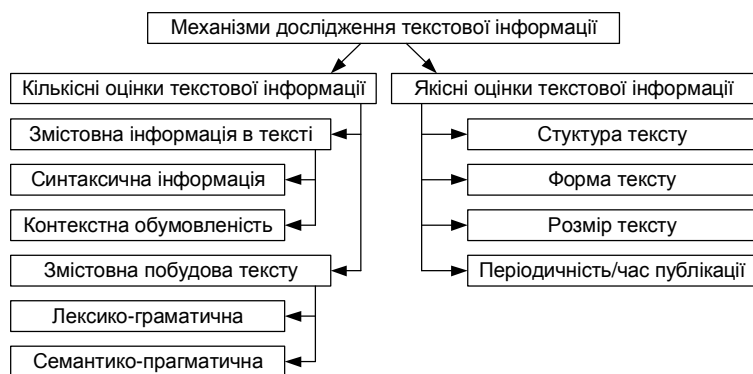 Механізми дослідження текстової інформації
Кількісні оцінки текстової інформації
Змістовна інформація в тексті
Синтаксична інформація
Контекстна обумовленість
Змістовна побудова тексту
Лексико-граматична
Семантико-прагматична
Якісні оцінки текстової інформації
Стуктура тексту
Форма тексту
Розмір тексту
Періодичність/час публікації